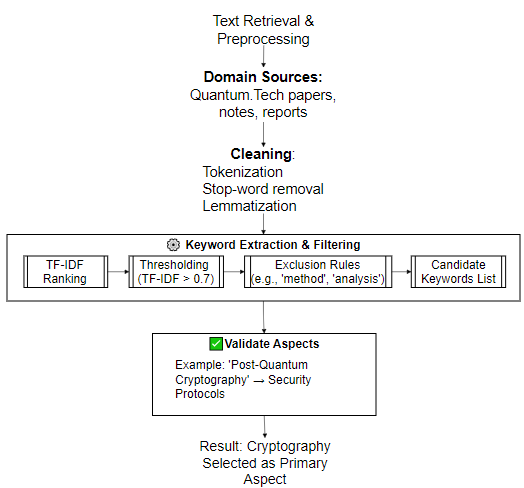 Text Retrieval &
Preprocessing
Domain Sources:
Quantum.Tech papers,
notes, reports
Cleaning:
Tokenization
Stop-word removal
Lemmatization
Keyword Extraction & Filtering
TF-IDF
Ranking
Thresholding
(TF-IDF > 0.7)
Exclusion Rules
(e.g., 'method', 'analysis')
Candidate
Keywords List
Validate Aspects
Example: 'Post-Quantum
Cryptography' → Security
Protocols
Result: Cryptography
Selected as Primary
Aspect